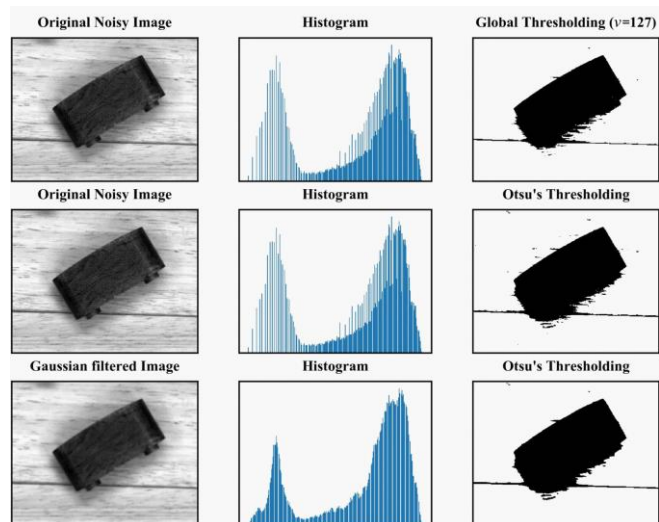 Original Noisy Image Histogram Global Thresholding (v=127)
Original Noisy Image Histogram Otsu's Thresholding
Gaussian filtered Image Histogram Otsu's Thresholding